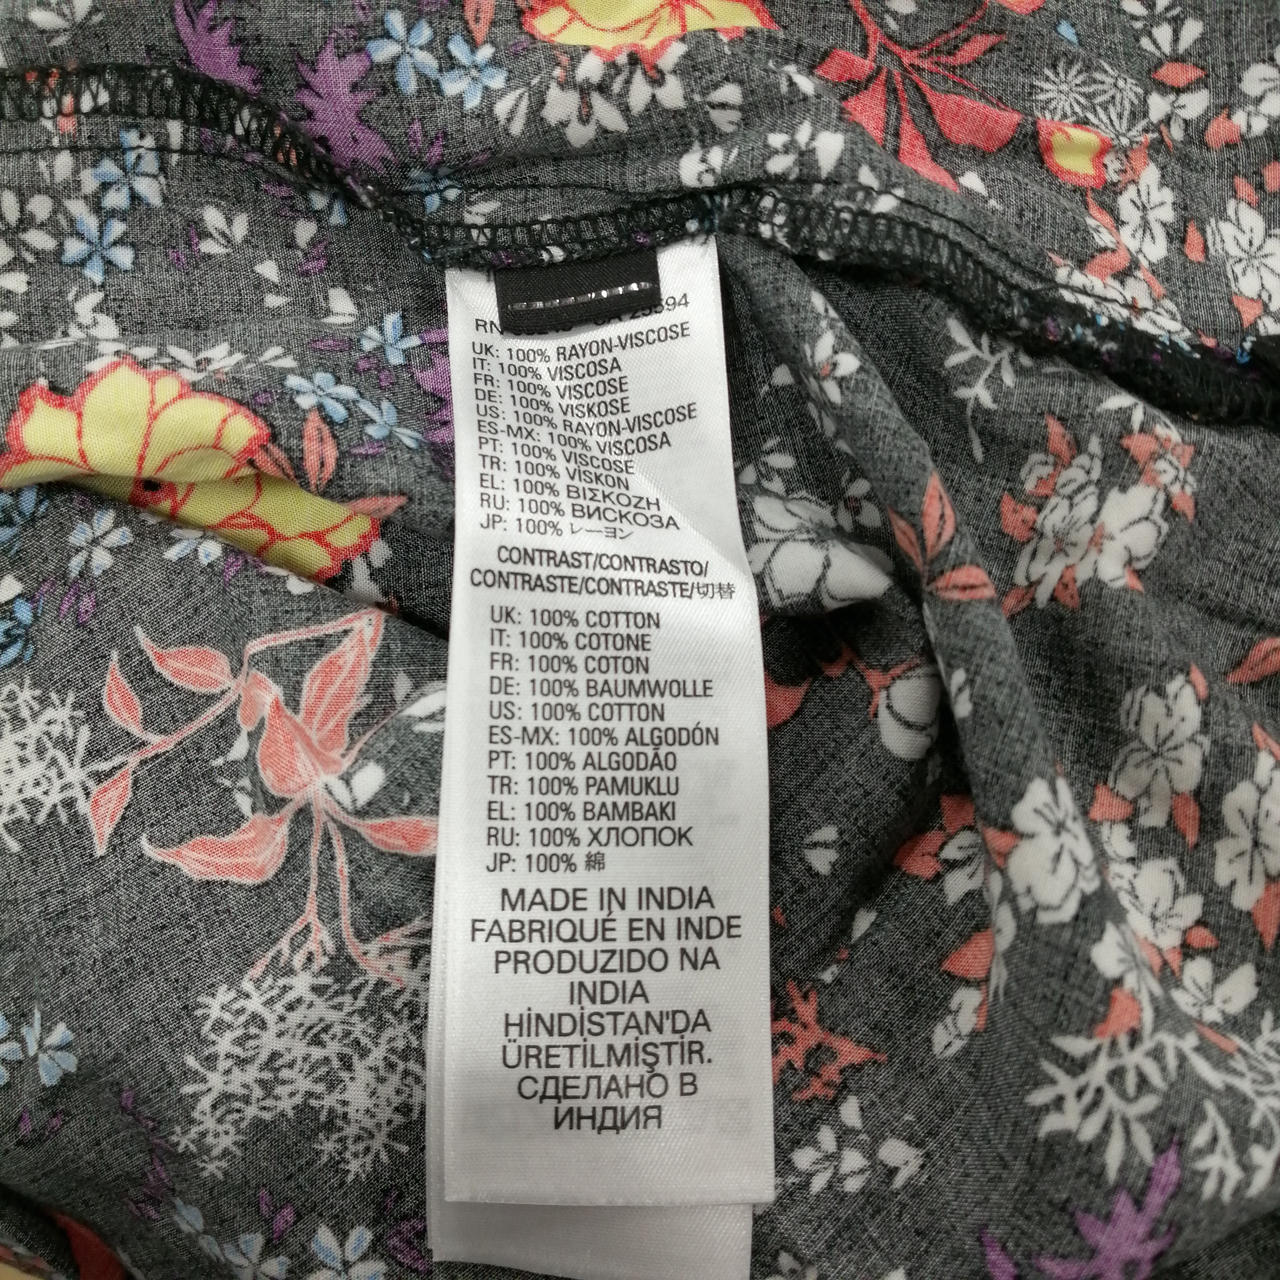 RN
UK: 100% RAYON-VISCOSE
IT: 100% VISCOSA
FR: 100% VISCOSE
DE: 100% VISKOSE
US: 100% RAYON-VISCOSE
ES-MX: 100% VISCOSA
PT: 100% VISCOSE
TR: 100% VISKON
EL: 100% ΒΙΣΚΟΖΗ
RU: 100% ВИСКОЗА
JP: 100% レーヨン
CONTRAST/CONTRASTO/
CONTRASTE/CONTRASTE/切替
UK: 100% COTTON
IT: 100% COTONE
FR: 100% COTON
DE: 100% BAUMWOLLE
US: 100% COTTON
ES-MX: 100% ALGODÓN
PT: 100% ALGODÃO
TR: 100% PAMUKLU
EL: 100% BAMBAKI
RU: 100% ХЛОПОК
JP: 100% 綿
MADE IN INDIA
FABRIQUÉ EN INDE
PRODUZIDO NA
INDIA
HİNDİSTAN'DA
ÜRETİLMİŞTİR.
СДЕЛАНО В
ИНДИЯ